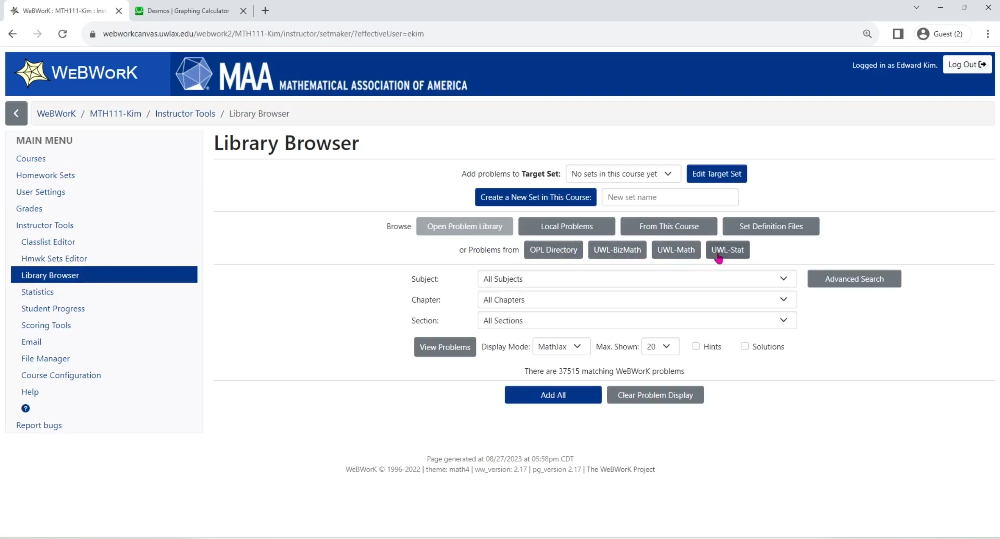 WeBWorK : MTH111-Kim : Inst
Desmos | Graphing Calculator
webworkcanvas.uwlax.edu/webwork2/MTH111-Kim/instructor/setmaker/?effectiveUser=ekim
Guest (2)
WEBWORK
MAA MATHEMATICAL ASSOCIATION OF AMERICA
Logged in as Edward Kim.
Log Out
WeBWorK / MTH111-Kim / Instructor Tools / Library Browser
MAIN MENU
Courses
Homework Sets
User Settings
Grades
Instructor Tools
Classlist Editor
Hmwk Sets Editor
Library Browser
Statistics
Student Progress
Scoring Tools
Email
File Manager
Course Configuration
Help
?
Report bugs
Library Browser
Add problems to Target Set: No sets in this course yet Edit Target Set
Create a New Set in This Course: New set name
Browse Open Problem Library Local Problems From This Course Set Definition Files
or Problems from OPL Directory UWL-BizMath UWL-Math UWL-Stat
Subject: All Subjects Advanced Search
Chapter: All Chapters
Section: All Sections
View Problems Display Mode: MathJax Max. Shown: 20 Hints Solutions
There are 37515 matching WeBWorK problems
Add All Clear Problem Display
Page generated at 08/27/2023 at 05:58pm CDT
WeBWorK © 1996-2022 | theme: math4 | ww_version: 2.17 | pg_version 2.17 | The WeBWorK Project